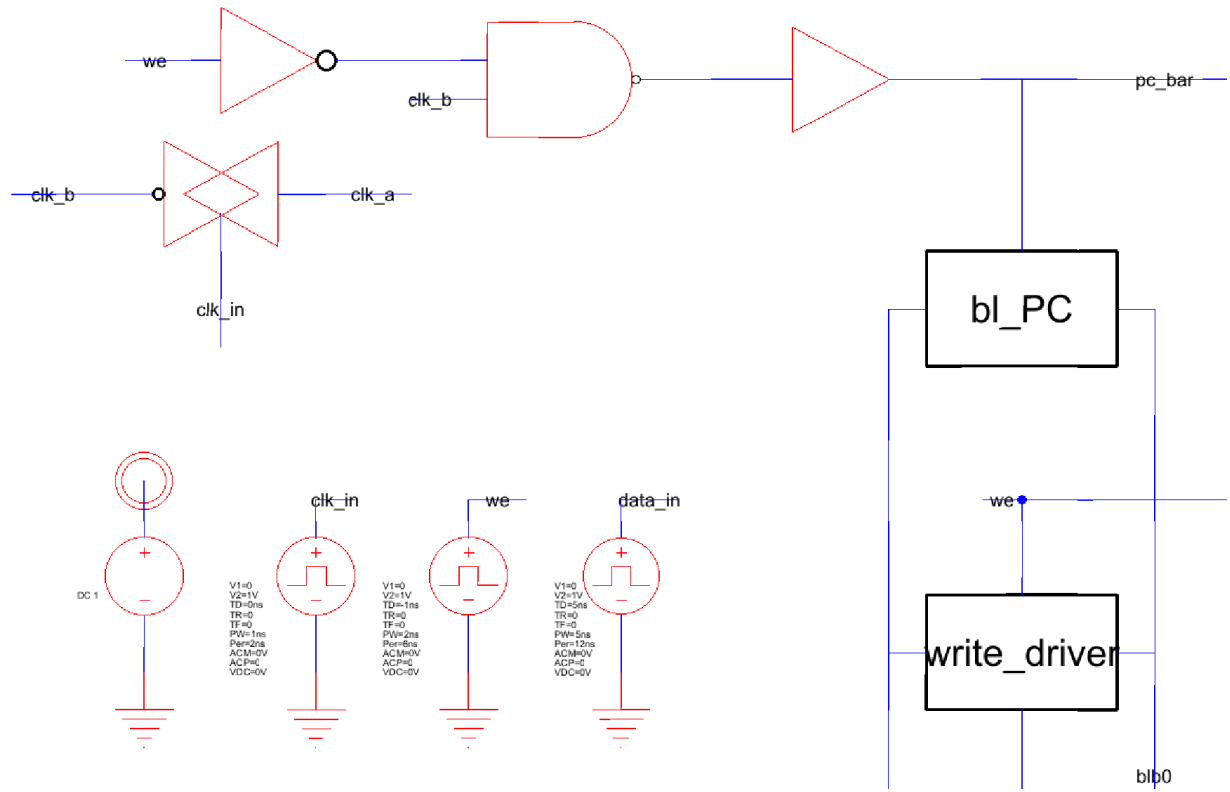 we
clk_b
pc_bar
clk_b
clk_a
clk_in
bl_PC
clk_in
we
data_in
we
DC 1
V1=0
V2=1V
TD=0ns
TR=0
TF=0
PW=1ns
Per=2ns
ACM=0V
ACP=0
VDC=0V
V1=0
V2=1V
TD=-1ns
TR=0
TF=0
PW=2ns
Per=6ns
ACM=0V
ACP=0
VDC=0V
V1=0
V2=1V
TD=5ns
TR=0
TF=0
PW=5ns
Per=12ns
ACM=0V
ACP=0
VDC=0V
write_driver
blb0